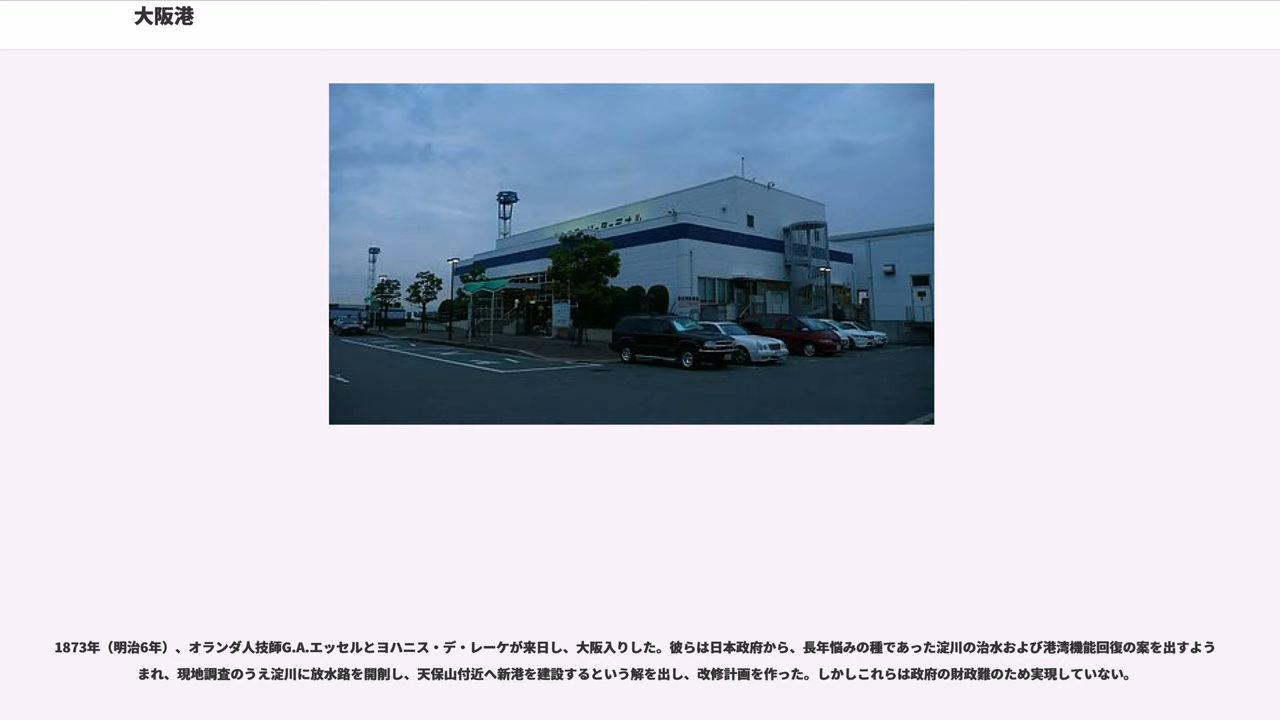 大阪港
1873年（明治6年）、オランダ人技師G.A.エッセルとヨハニス・デ・レーケが来日し、大阪入りした。彼らは日本政府から、長年悩みの種であった淀川の治水および港湾機能回復の案を出すよう
まれ、現地調査のうえ淀川に放水路を開削し、天保山付近へ新港を建設するという解を出し、改修計画を作った。しかしこれらは政府の財政難のため実現していない。